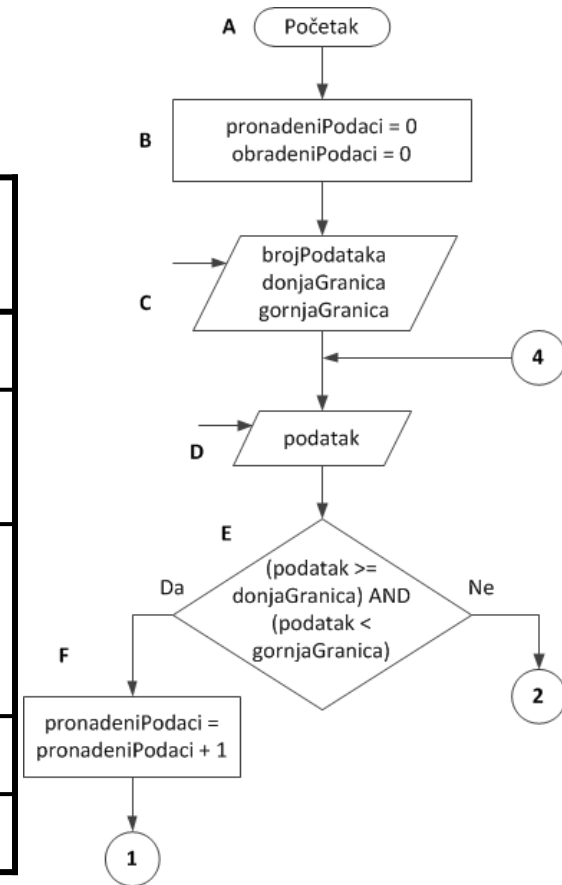 A
Početak
B
pronadeniPodaci = 0
obradeniPodaci = 0
brojPodataka
donjaGranica
gornjaGranica
C
4
podatak
D
E
(podatak >=
donjaGranica) AND
(podatak <
gornjaGranica)
Da
Ne
F
2
pronadeniPodaci =
pronadeniPodaci + 1
1